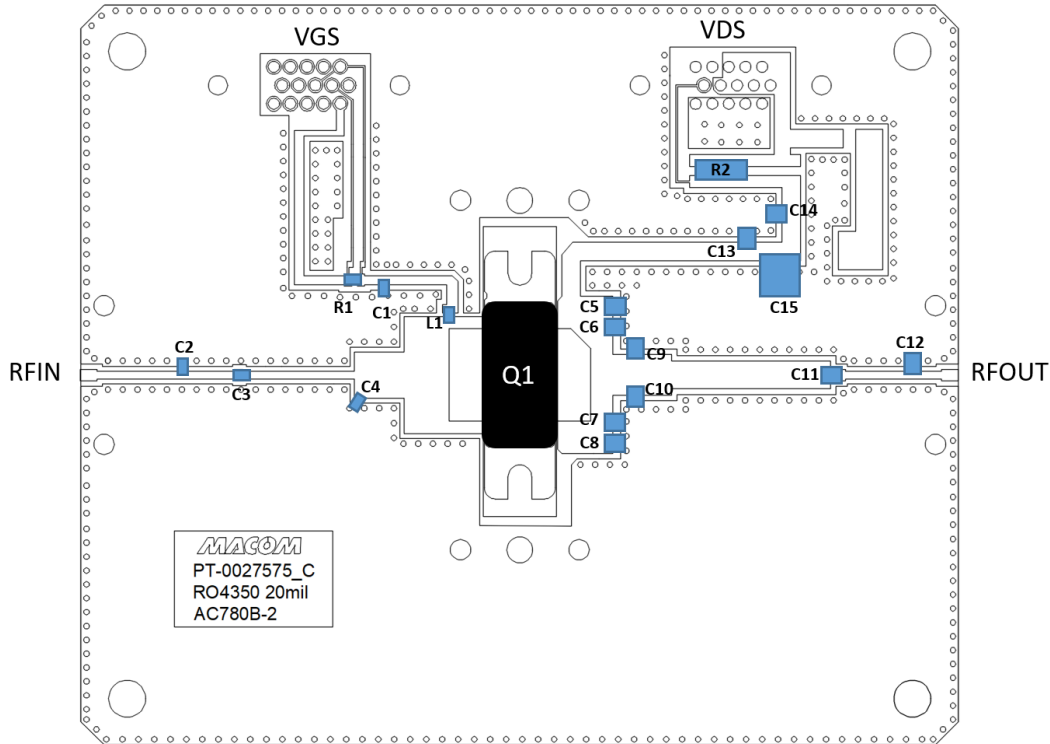 VGS
VDS
R2
C14
C13
R1
C1
C15
L1
C5
C6
C2
C9
C12
RFIN
C3
Q1
C11
RFOUT
C4
C10
C7
C8
MACOM
PT-0027575_C
RO4350 20mil
AC780B-2